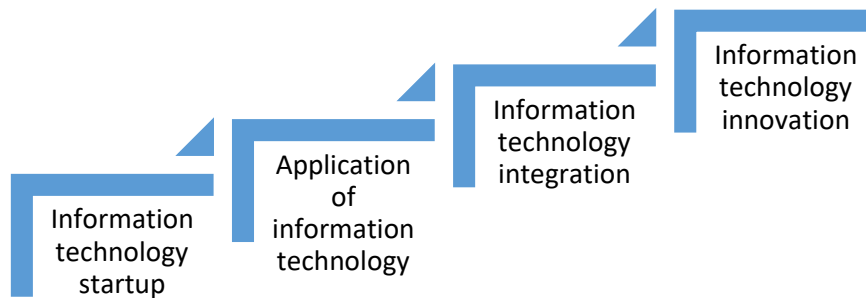 Information
technology
startup
Application
of
information
technology
Information
technology
integration
Information
technology
innovation